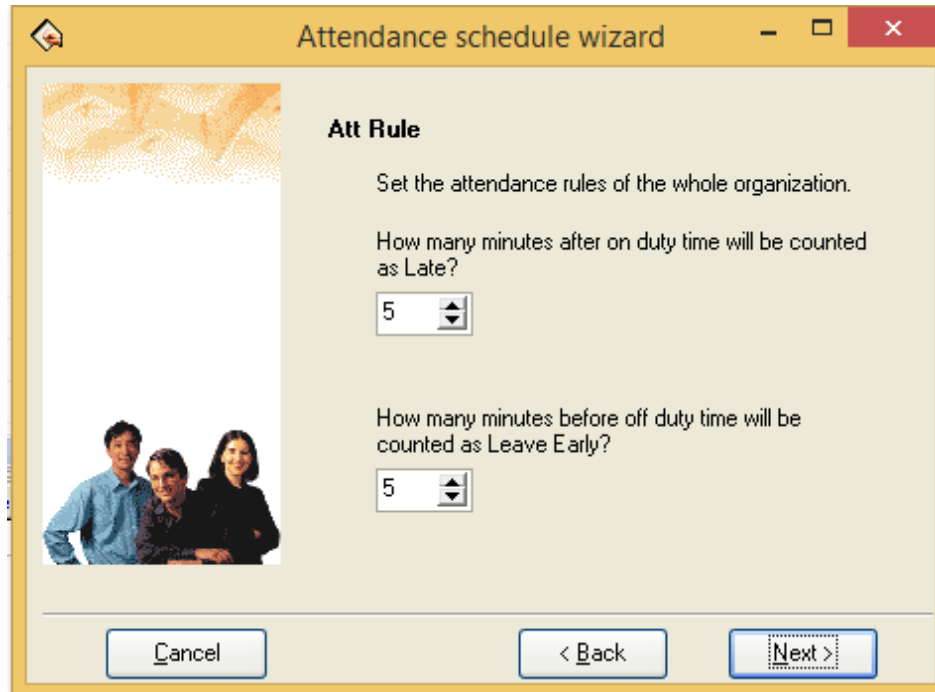 Attendance schedule wizard
Att Rule
Set the attendance rules of the whole organization.
How many minutes after on duty time will be counted
as Late?
5
How many minutes before off duty time will be
counted as Leave Early?
5
Cancel
< Back
Next >